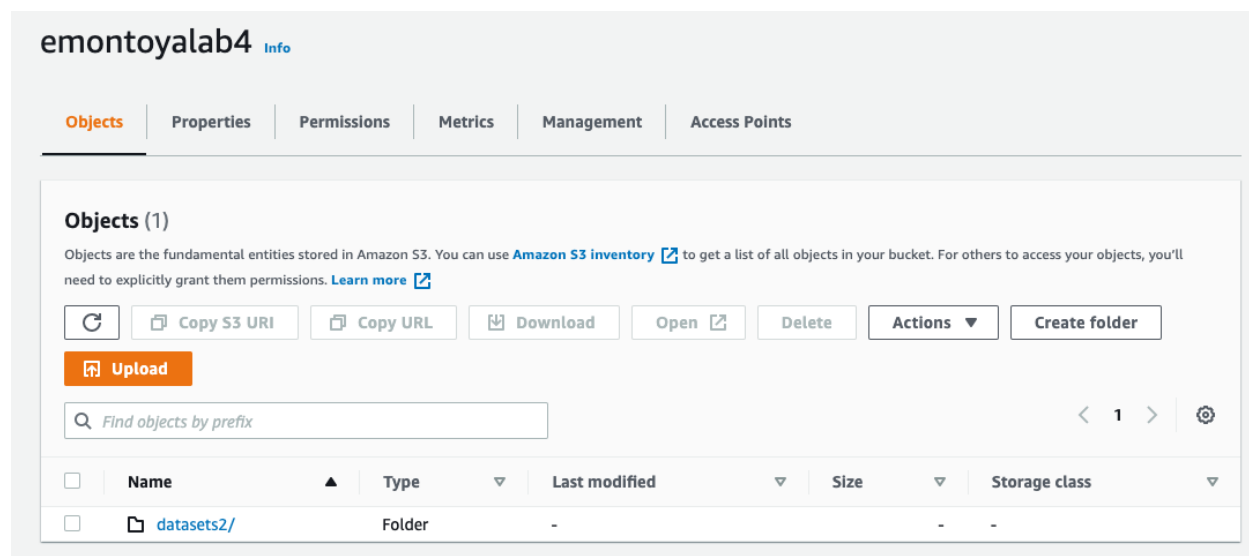 emontoyalab4 Info
Objects Properties Permissions Metrics Management Access Points
Objects (1)
Objects are the fundamental entities stored in Amazon S3. You can use Amazon S3 inventory to get a list of all objects in your bucket. For others to access your objects, you'll
need to explicitly grant them permissions. Learn more
Copy S3 URI Copy URL Download Open Delete Actions Create folder
Upload
Find objects by prefix 1
Name Type Last modified Size Storage class
datasets2/ Folder - - -